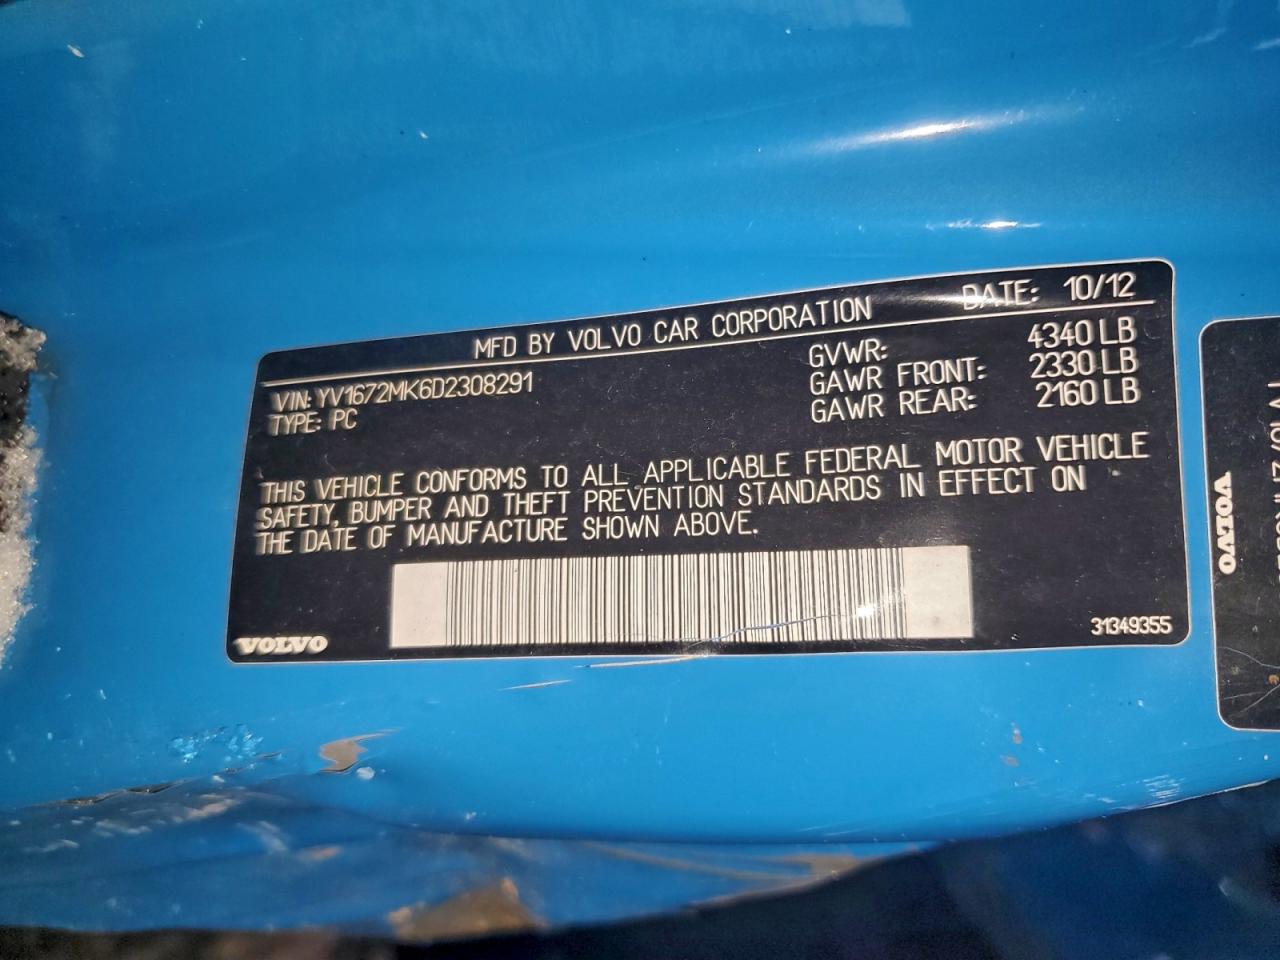 MFD BY VOLVO CAR CORPORATION DATE: 10/12
VIN: YV1672MK6D2308291
TYPE: PC
GVWR: 4340 LB
GAWR FRONT: 2330 LB
GAWR REAR: 2160 LB
THIS VEHICLE CONFORMS TO ALL APPLICABLE FEDERAL MOTOR VEHICLE
SAFETY, BUMPER AND THEFT PREVENTION STANDARDS IN EFFECT ON
THE DATE OF MANUFACTURE SHOWN ABOVE.
VOLVO
31349355
VOLVO